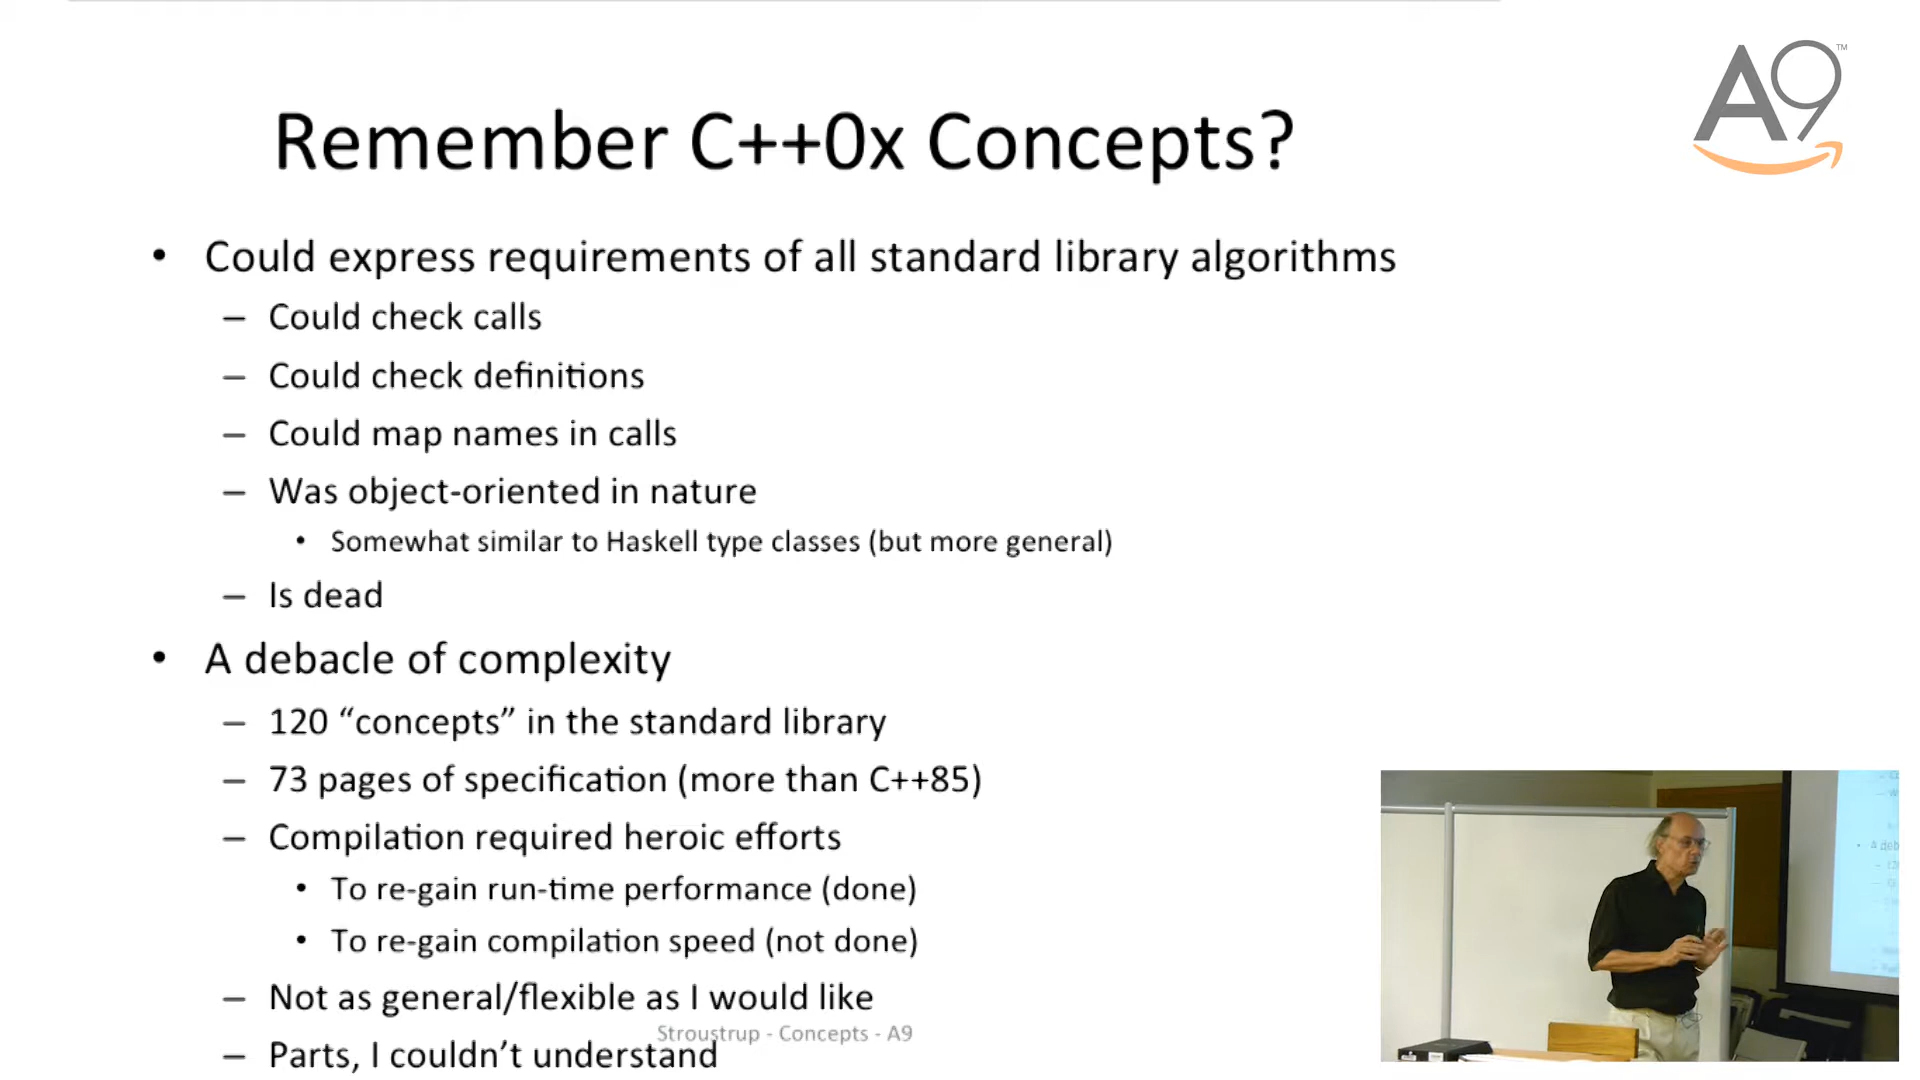 A9™
Remember C++0x Concepts?
• Could express requirements of all standard library algorithms
– Could check calls
– Could check definitions
– Could map names in calls
– Was object-oriented in nature
• Somewhat similar to Haskell type classes (but more general)
– Is dead
• A debacle of complexity
– 120 “concepts” in the standard library
– 73 pages of specification (more than C++85)
– Compilation required heroic efforts
• To re-gain run-time performance (done)
• To re-gain compilation speed (not done)
– Not as general/flexible as I would like
Stroustrup - Concepts - A9
– Parts, I couldn’t understand